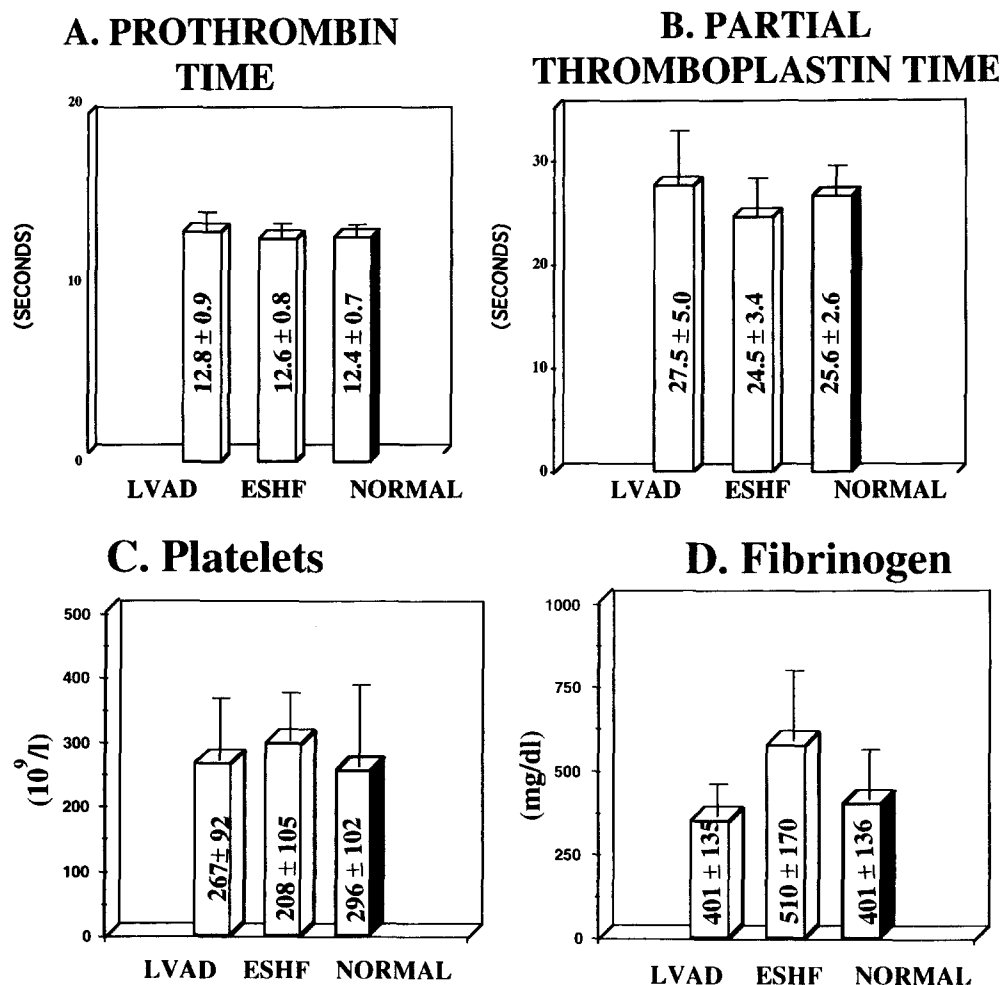 A. PROTHROMBIN
TIME
20
10
0
(SECONDS)
12.8 ± 0.9
12.6 ± 0.8
12.4 ± 0.7
LVAD ESHF NORMAL
B. PARTIAL
THROMBOPLASTIN TIME
30
20
10
0
(SECONDS)
27.5 ± 5.0
24.5 ± 3.4
25.6 ± 2.6
LVAD ESHF NORMAL
C. Platelets
500
400
300
200
100
0
(10⁹/l)
267± 92
208 ± 105
296 ± 102
LVAD ESHF NORMAL
D. Fibrinogen
1000
750
500
250
0
(mg/dl)
401 ± 135
510 ± 170
401 ± 136
LVAD ESHF NORMAL